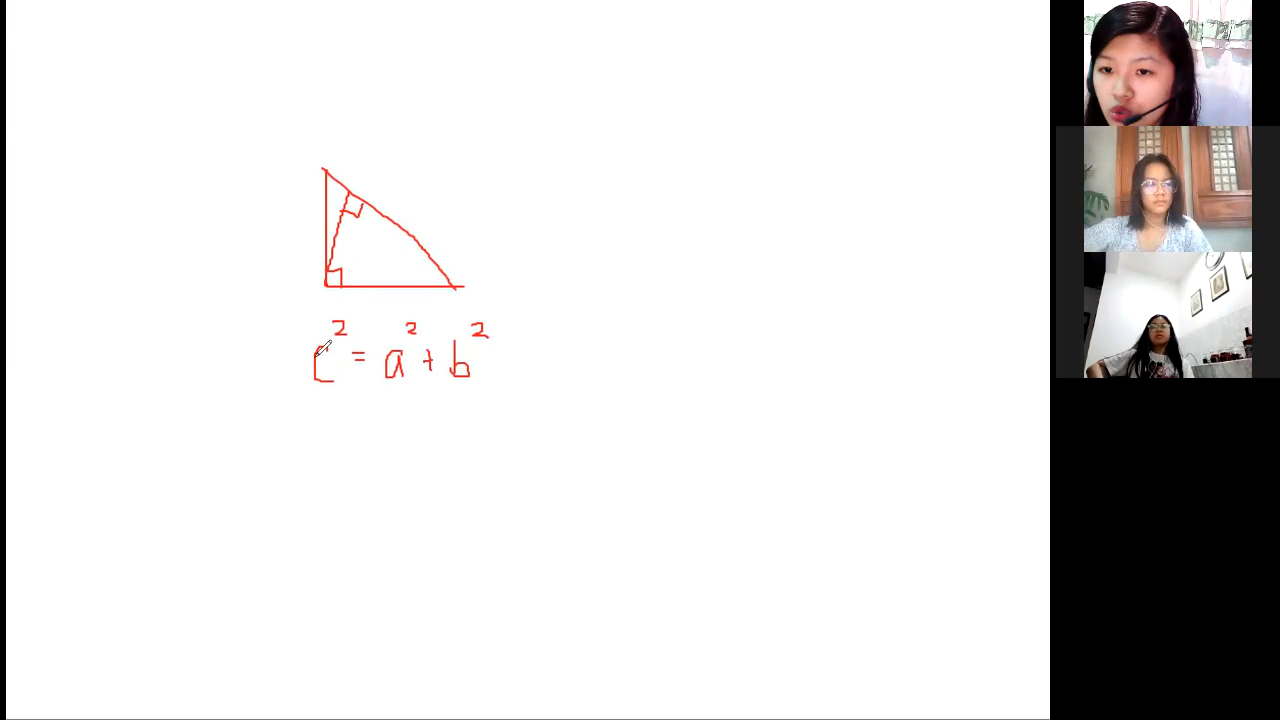 c² = a² + b²